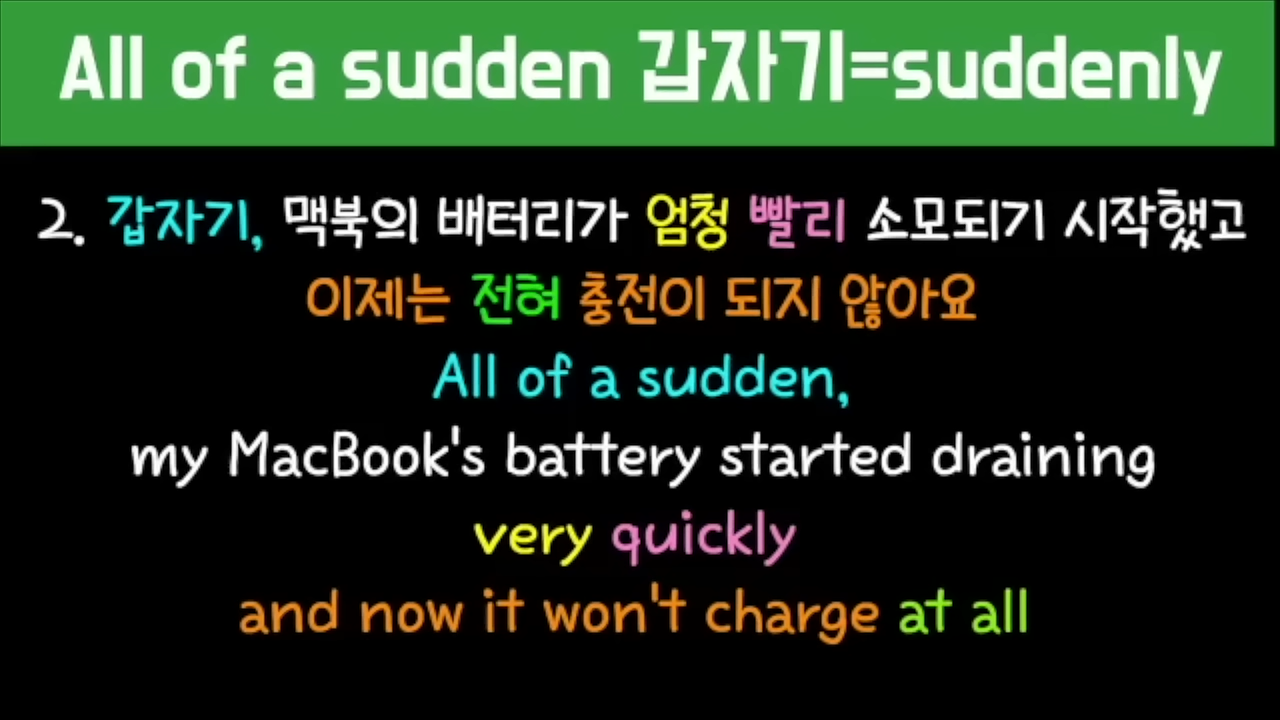 All of a sudden 갑자기=suddenly
2. 갑자기, 맥북의 배터리가 엄청 빨리 소모되기 시작했고
이제는 전혀 충전이 되지 않아요
All of a sudden,
my MacBook's battery started draining
very quickly
and now it won't charge at all